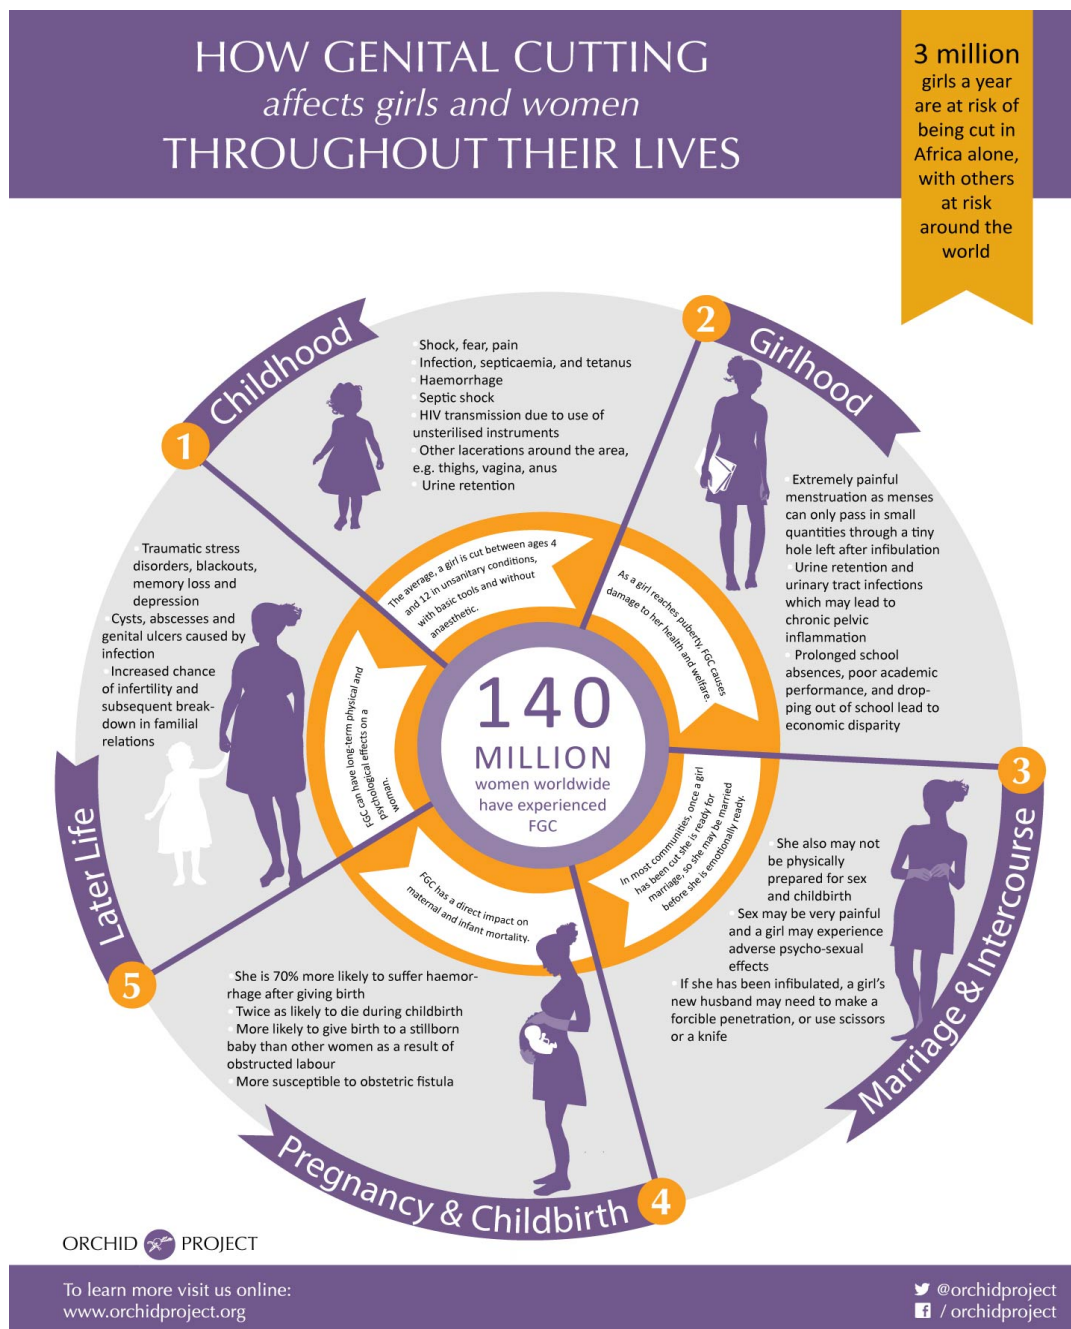 HOW GENITAL CUTTING
affects girls and women
THROUGHOUT THEIR LIVES
3 million
girls a year
are at risk of
being cut in
Africa alone,
with others
at risk
around the
world
1
Childhood
Shock, fear, pain
Infection, septicaemia, and tetanus
Haemorrhage
Septic shock
HIV transmission due to use of
unsterilised instruments
Other lacerations around the area,
e.g. thighs, vagina, anus
Urine retention
The average, a girl is cut between ages 4
and 12 in unsanitary conditions,
with basic tools and without
anaesthetic.
2
Girlhood
Extremely painful
menstruation as menses
can only pass in small
quantities through a tiny
hole left after infibulation
Urine retention and
urinary tract infections
which may lead to
chronic pelvic
inflammation
Prolonged school
absences, poor academic
performance, and drop-
ping out of school lead to
economic disparity
As a girl reaches puberty, FGC causes
damage to her health and welfare.
3
Marriage & Intercourse
She also may not
be physically
prepared for sex
and childbirth
Sex may be very painful
and a girl may experience
adverse psycho-sexual
effects
If she has been infibulated, a girl's
new husband may need to make a
forcible penetration, or use scissors
or a knife
In most communities, once a girl
has been cut she is ready for
marriage, so she may be married
before she is emotionally ready.
4
Pregnancy & Childbirth
She is 70% more likely to suffer haemor-
rhage after giving birth
Twice as likely to die during childbirth
More likely to give birth to a stillborn
baby than other women as a result of
obstructed labour
More susceptible to obstetric fistula
FGC has a direct impact on
maternal and infant mortality.
5
Later Life
Traumatic stress
disorders, blackouts,
memory loss and
depression
Cysts, abscesses and
genital ulcers caused by
infection
Increased chance
of infertility and
subsequent break-
down in familial
relations
FGC can have long-term physical and
psychological effects on a
woman.
140
MILLION
women worldwide
have experienced
FGC
ORCHID PROJECT
To learn more visit us online:
www.orchidproject.org
@orchidproject
/ orchidproject